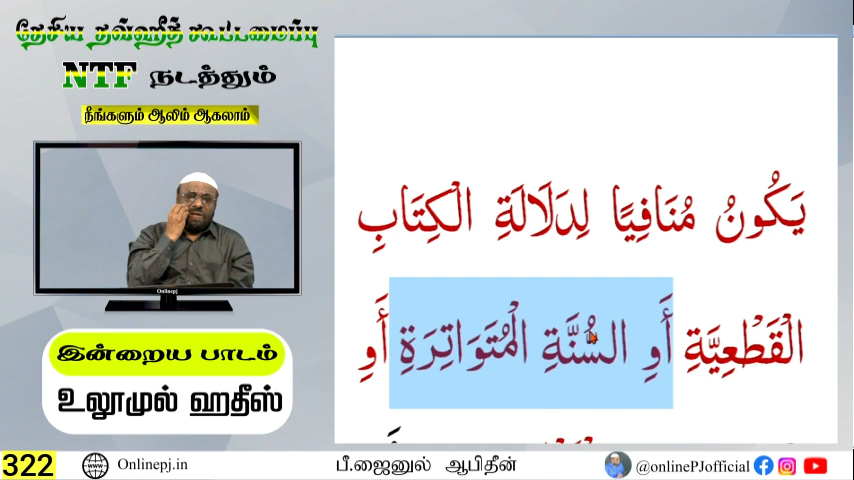 தேசிய தவ்ஹீத் கூட்டமைப்பு
NTF நடத்தும்
நீங்களும் ஆலிம் ஆகலாம்
Onlinepj
இன்றைய பாடம்
உலூமுல் ஹதீஸ்
يَكُونُ مُنَافِيًا لِدَلَالَةِ الْكِتَابِ
الْقَطْعِيَّةِ أَوِ السُّنَّةِ الْمُتَوَاتِرَةِ أَوِ
322
Onlinepj.in
பீ.ஜைனுல் ஆபிதீன்
@onlinePJofficial